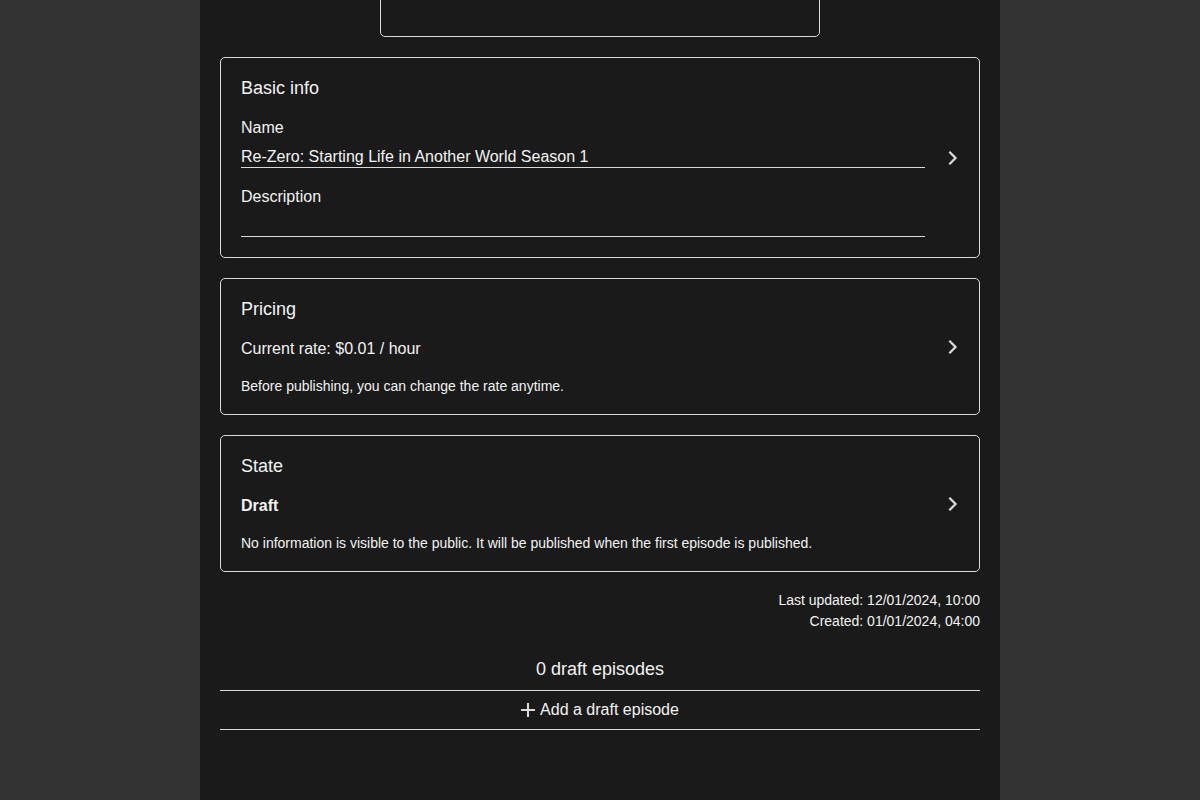 Basic info
Name
Re-Zero: Starting Life in Another World Season 1
Description
Pricing
Current rate: $0.01 / hour
Before publishing, you can change the rate anytime.
State
Draft
No information is visible to the public. It will be published when the first episode is published.
Last updated: 12/01/2024, 10:00
Created: 01/01/2024, 04:00
0 draft episodes
Add a draft episode